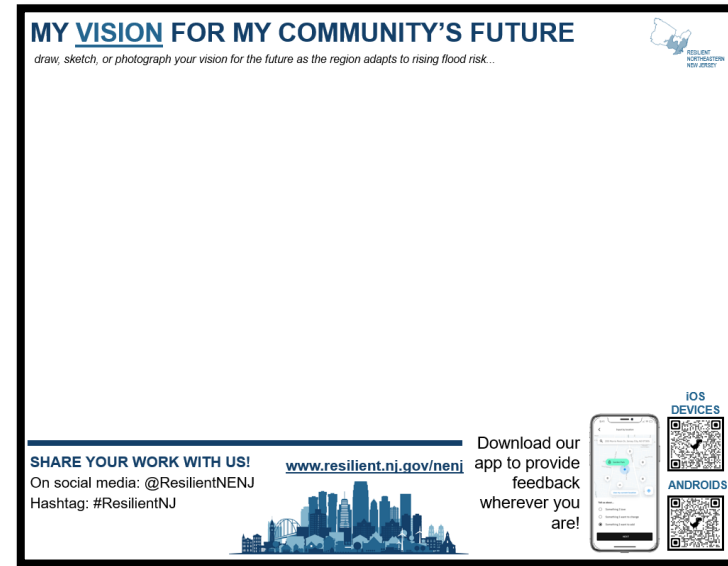 MY VISION FOR MY COMMUNITY'S FUTURE
draw, sketch, or photograph your vision for the future as the region adapts to rising flood risk...
RESILIENT
NORTHEASTERN
NEW JERSEY
SHARE YOUR WORK WITH US!
On social media: @ResilientNENJ
Hashtag: #ResilientNJ
www.resilient.nj.gov/nenj
Download our
app to provide
feedback
wherever you
are!
iOS
DEVICES
ANDROIDS